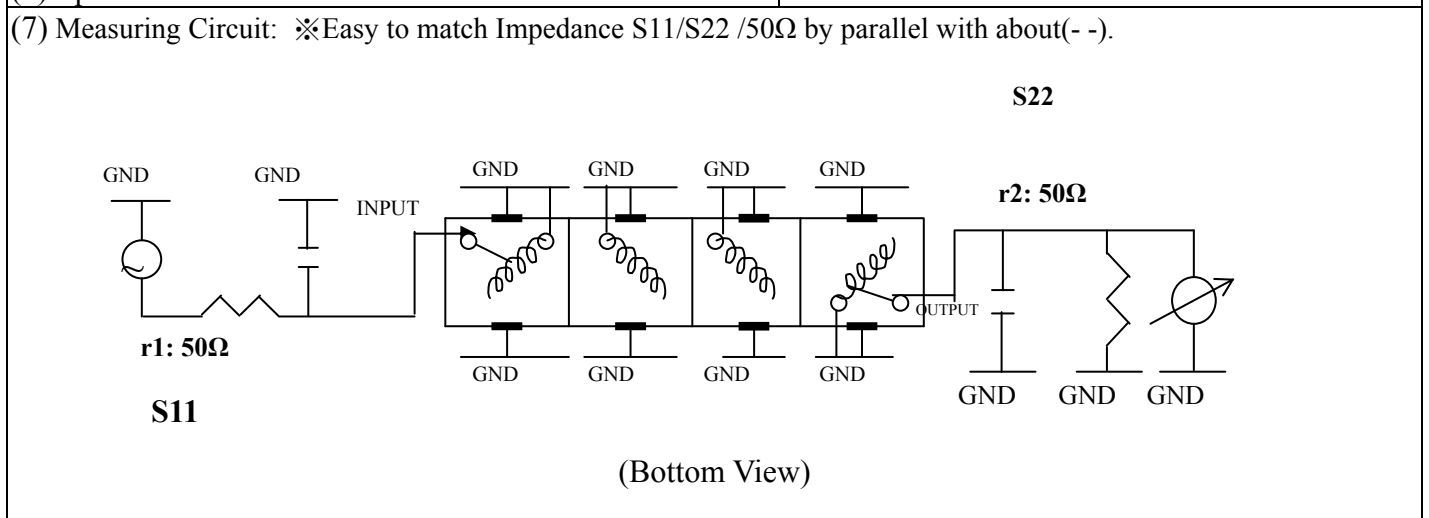 (7) Measuring Circuit: ※Easy to match Impedance S11/S22 /50Ω by parallel with about(- -).
S22
GND GND GND GND GND GND
r2: 50Ω
INPUT
~
OUTPUT
r1: 50Ω
GND GND GND GND
GND GND GND
S11
(Bottom View)